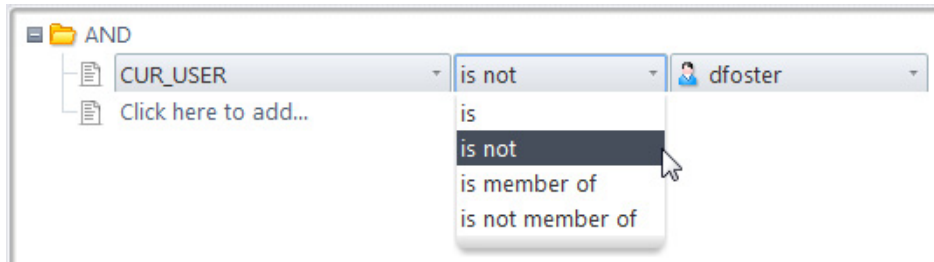 AND
CUR_USER is not dfoster
Click here to add...
is
is not
is member of
is not member of